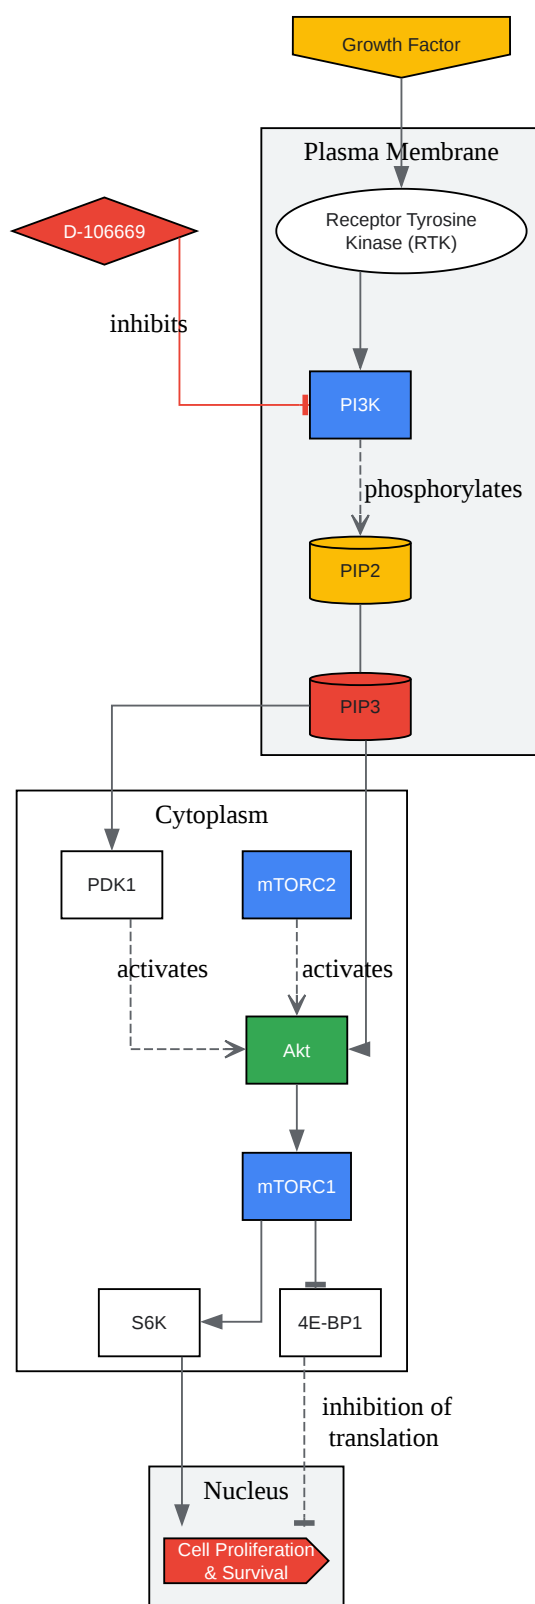 Growth Factor
Plasma Membrane
Receptor Tyrosine
Kinase (RTK)
D-106669
inhibits
PI3K
phosphorylates
PIP2
PIP3
Cytoplasm
PDK1
mTORC2
activates
activates
Akt
mTORC1
S6K
4E-BP1
inhibition of
translation
Nucleus
Cell Proliferation
& Survival